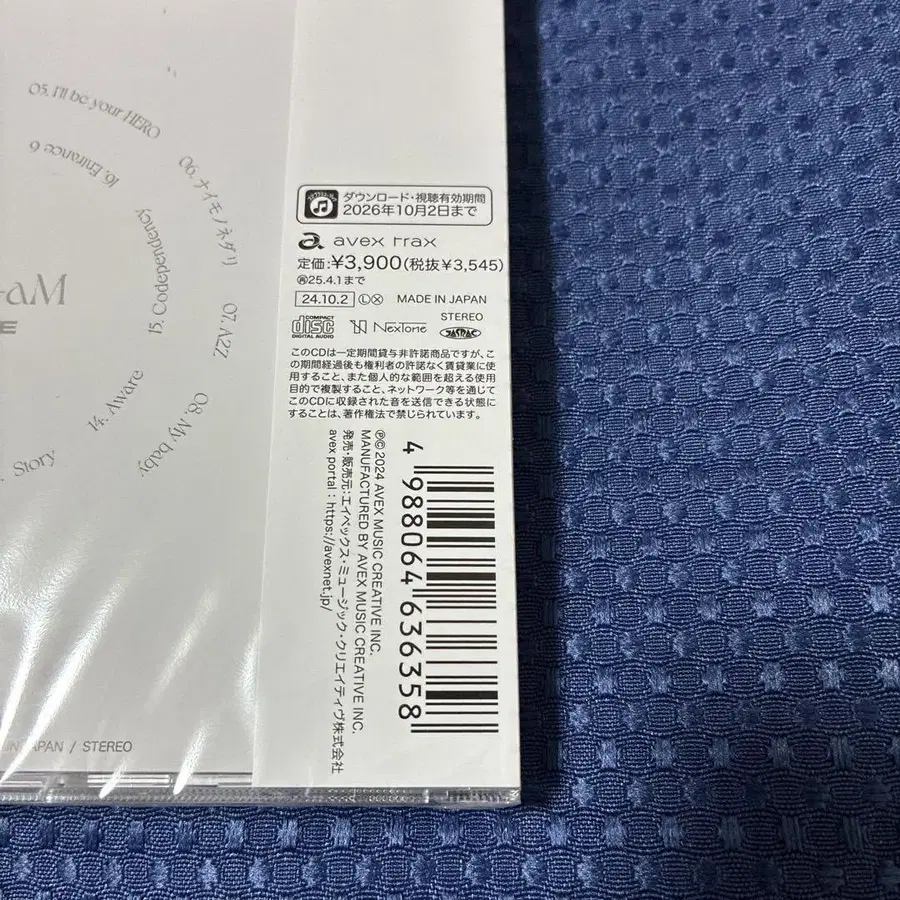 05. I'll be your HERO
16. Entrance 6
06. ナイモノネダリ
15. Codependency
aM
E
07. A2Z
14. Aware
08. My baby
Story
IN JAPAN / STEREO
ダウンロード・視聴有効期間
2026年10月2日まで
a avex trax
定価:¥3,900(税抜¥3,545)
再25.4.1まで
24.10.2 LX MADE IN JAPAN
STEREO
COMPACT disc DIGITAL AUDIO NexTone JASRAC
このCDは一定期間貸与非許諾商品ですが、こ
の期間経過後も権利者の許諾なく賃貸業に使
用すること、また個人的な範囲を超える使用
目的で複製すること、ネットワーク等を通じて
このCDに収録された音を送信できる状態に
することは、著作権法で禁じられています。
℗© 2024 AVEX MUSIC CREATIVE INC.
MANUFACTURED BY AVEX MUSIC CREATIVE INC.
発売・販売元:エイベックス・ミュージック・クリエイティヴ株式会社
avex portal : https://avexnet.jp/
4 988064 636358